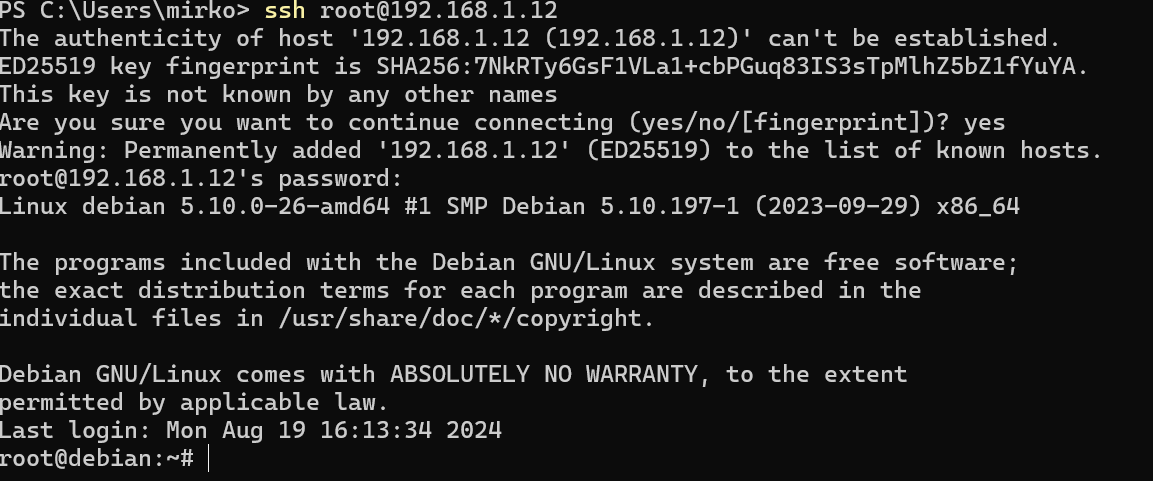 PS C:\Users\mirko> ssh root@192.168.1.12
The authenticity of host '192.168.1.12 (192.168.1.12)' can't be established.
ED25519 key fingerprint is SHA256:7NkRTy6GsF1VLa1+cbPGuq83IS3sTpMlhZ5bZ1fYuYA.
This key is not known by any other names
Are you sure you want to continue connecting (yes/no/[fingerprint])? yes
Warning: Permanently added '192.168.1.12' (ED25519) to the list of known hosts.
root@192.168.1.12's password:
Linux debian 5.10.0-26-amd64 #1 SMP Debian 5.10.197-1 (2023-09-29) x86_64

The programs included with the Debian GNU/Linux system are free software;
the exact distribution terms for each program are described in the
individual files in /usr/share/doc/*/copyright.

Debian GNU/Linux comes with ABSOLUTELY NO WARRANTY, to the extent
permitted by applicable law.
Last login: Mon Aug 19 16:13:34 2024
root@debian:~#